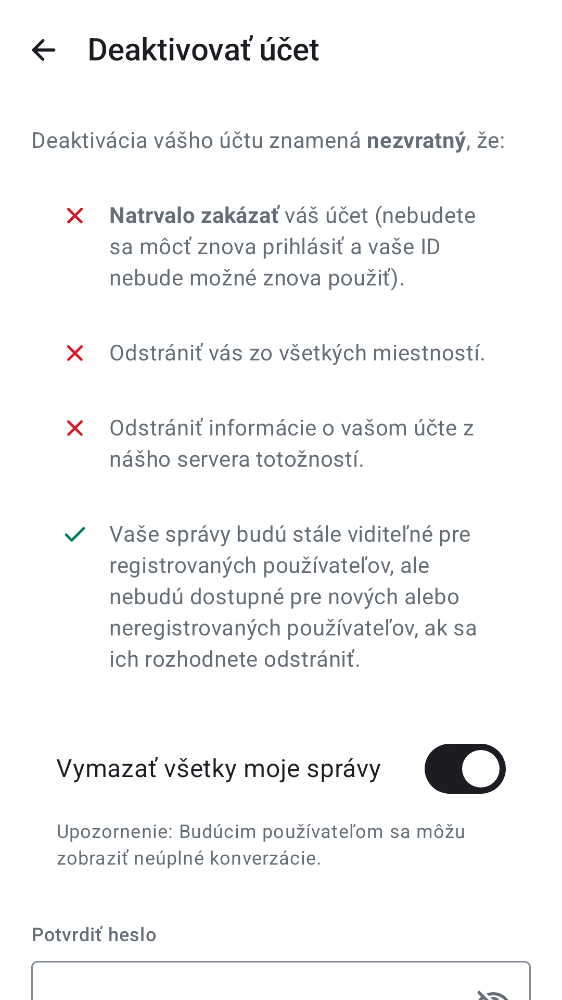 Deaktivovať účet
Deaktivácia vášho účtu znamená nezvratný, že:
Natrvalo zakázať váš účet (nebudete
sa môcť znova prihlásiť a vaše ID
nebude možné znova použiť).
Odstrániť vás zo všetkých miestností.
Odstrániť informácie o vašom účte z
nášho servera totožností.
Vaše správy budú stále viditeľné pre
registrovaných používateľov, ale
nebudú dostupné pre nových alebo
neregistrovaných používateľov, ak sa
ich rozhodnete odstrániť.
Vymazať všetky moje správy
Upozornenie: Budúcim používateľom sa môžu
zobraziť neúplné konverzácie.
Potvrdiť heslo